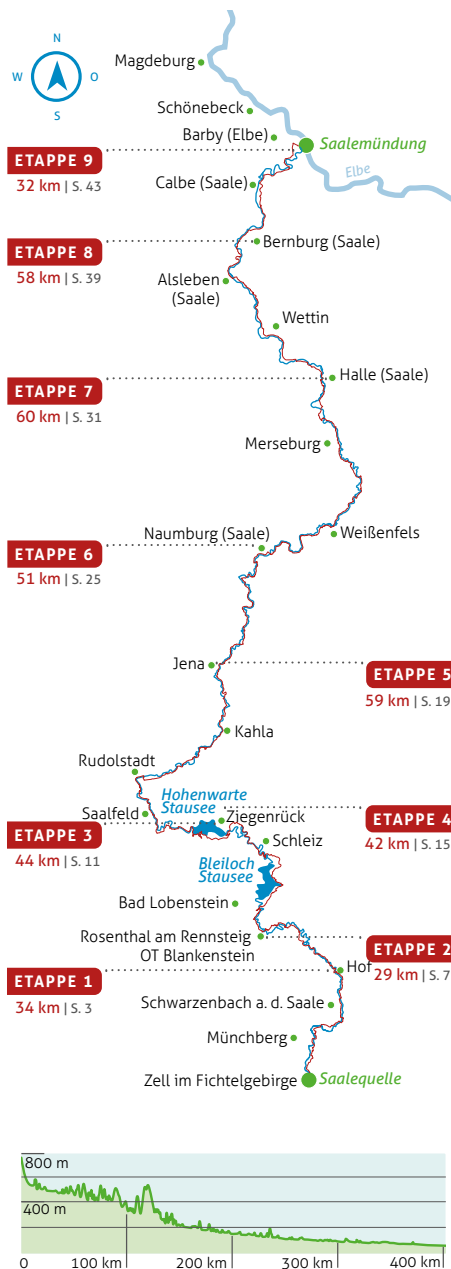 N
W
O
S
Magdeburg
Schönebeck
Barby (Elbe)
Saalemündung
ETAPPE 9
32 km | S. 43
Elbe
Calbe (Saale)
Bernburg (Saale)
ETAPPE 8
58 km | S. 39
Alsleben
(Saale)
Wettin
Halle (Saale)
ETAPPE 7
60 km | S. 31
Merseburg
Naumburg (Saale)
Weißenfels
ETAPPE 6
51 km | S. 25
Jena
ETAPPE 5
59 km | S. 19
Kahla
Rudolstadt
Hohenwarte
Stausee
Saalfeld
Ziegenrück
ETAPPE 4
42 km | S. 15
ETAPPE 3
44 km | S. 11
Schleiz
Bleiloch
Stausee
Bad Lobenstein
Rosenthal am Rennsteig
OT Blankenstein
ETAPPE 2
29 km | S. 7
Hof
ETAPPE 1
34 km | S. 3
Schwarzenbach a. d. Saale
Münchberg
Zell im Fichtelgebirge
Saalequelle
800 m
400 m
0
100 km
200 km
300 km
400 km